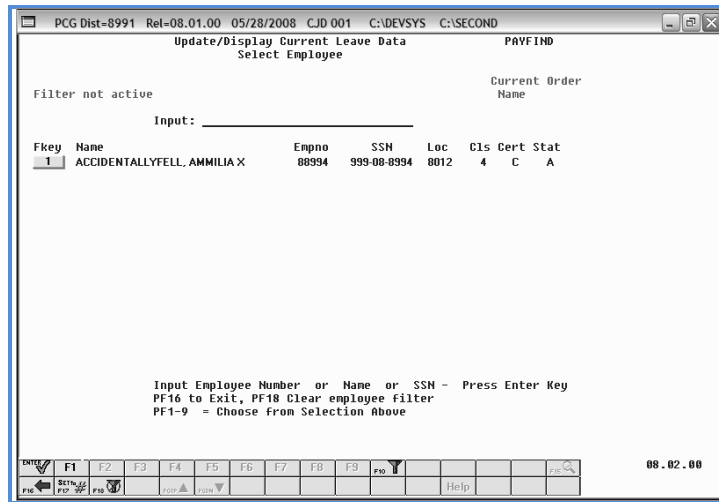 PCG Dist=8991 Rel=08.01.00 05/28/2008 CJD 001 C:\DEVSYS C:\SECOND
Update/Display Current Leave Data PAYFIND
Select Employee
Current Order
Filter not active Name
Input:
Fkey Name Empno SSN Loc Cls Cert Stat
1 ACCIDENTALLYFELL, AMMILIA X 88994 999-08-8994 8012 4 C A
Input Employee Number or Name or SSN - Press Enter Key
PF16 to Exit, PF18 Clear employee filter
PF1-9 = Choose from Selection Above
ENTER F1 F2 F3 F4 F5 F6 F7 F8 F9 F10 F15 08.02.00
F16 F17 F18 Help